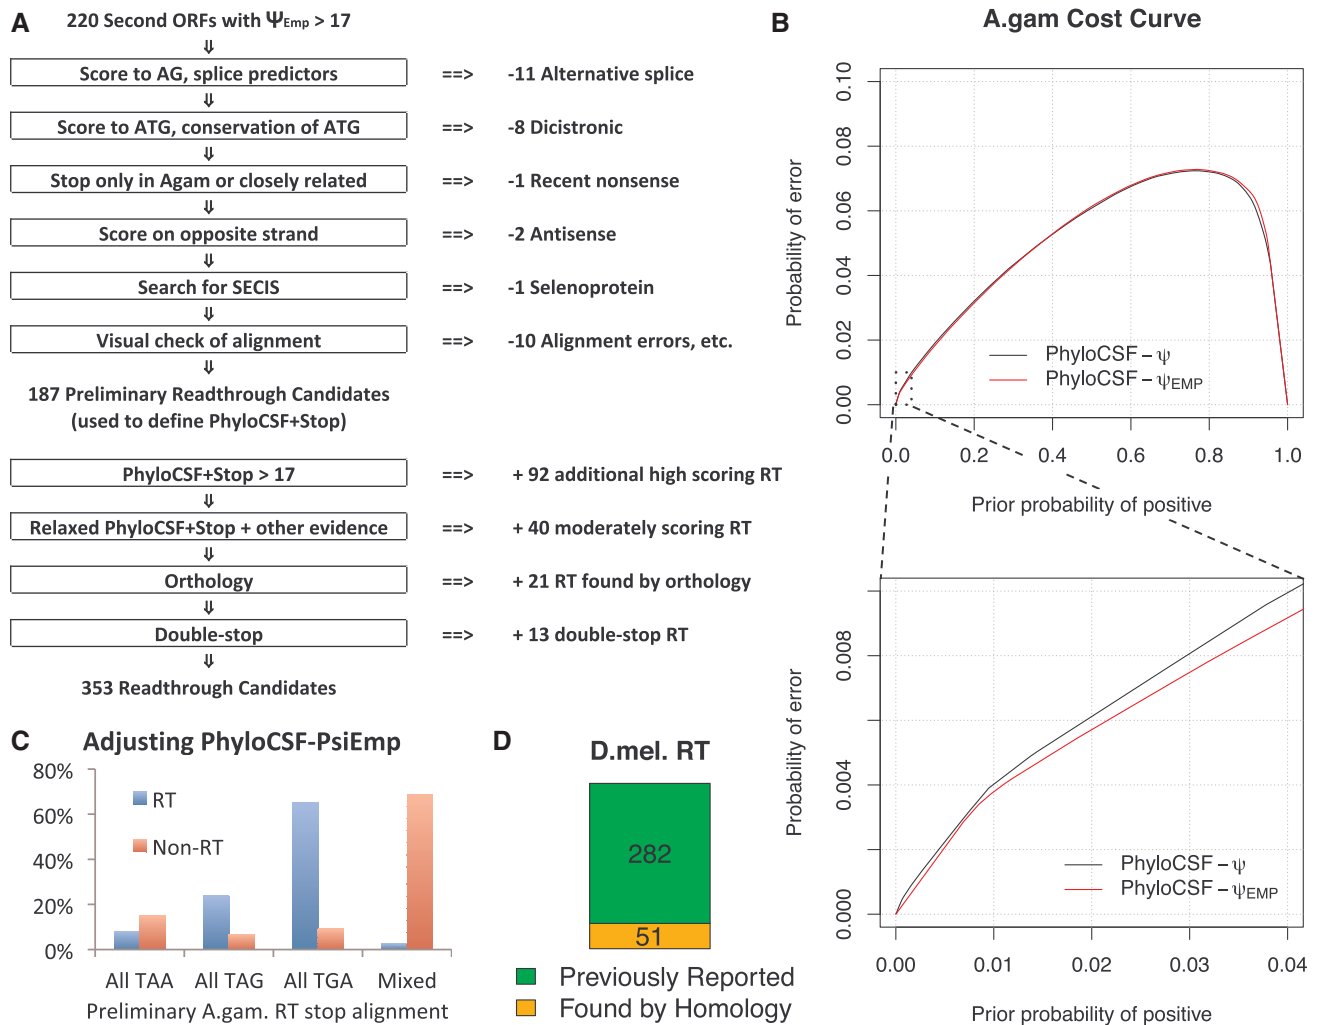 A
220 Second ORFs with ΨEmp > 17
⇓
Score to AG, splice predictors ==> -11 Alternative splice
⇓
Score to ATG, conservation of ATG ==> -8 Dicistronic
⇓
Stop only in Agam or closely related ==> -1 Recent nonsense
⇓
Score on opposite strand ==> -2 Antisense
⇓
Search for SECIS ==> -1 Selenoprotein
⇓
Visual check of alignment ==> -10 Alignment errors, etc.
⇓
187 Preliminary Readthrough Candidates
(used to define PhyloCSF+Stop)
PhyloCSF+Stop > 17 ==> + 92 additional high scoring RT
⇓
Relaxed PhyloCSF+Stop + other evidence ==> + 40 moderately scoring RT
⇓
Orthology ==> + 21 RT found by orthology
⇓
Double-stop ==> + 13 double-stop RT
⇓
353 Readthrough Candidates
B
A.gam Cost Curve
Probability of error
0.10
0.08
0.06
0.04
0.02
0.00
PhyloCSF – ψ
PhyloCSF – ψEMP
0.0 0.2 0.4 0.6 0.8 1.0
Prior probability of positive
Probability of error
0.008
0.004
0.000
PhyloCSF – ψ
PhyloCSF – ψEMP
0.00 0.01 0.02 0.03 0.04
Prior probability of positive
C
Adjusting PhyloCSF-PsiEmp
80%
60%
40%
20%
0%
RT
Non-RT
All TAA All TAG All TGA Mixed
Preliminary A.gam. RT stop alignment
D
D.mel. RT
282
51
Previously Reported
Found by Homology